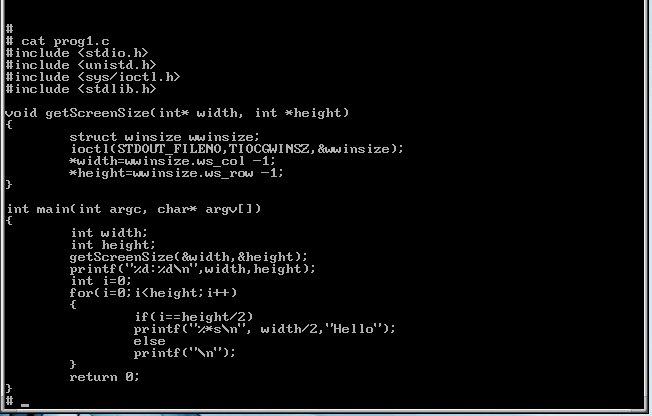 #
# cat prog1.c
#include <stdio.h>
#include <unistd.h>
#include <sys/ioctl.h>
#include <stdlib.h>
void getScreenSize(int* width, int *height)
{
        struct winsize wwinsize;
        ioctl(STDOUT_FILENO,TIOCGWINSZ,&wwinsize);
        *width=wwinsize.ws_col -1;
        *height=wwinsize.ws_row -1;
}
int main(int argc, char* argv[])
{
        int width;
        int height;
        getScreenSize(&width,&height);
        printf("%d:%d\n",width,height);
        int i=0;
        for(i=0;i<height;i++)
        {
                if(i==height/2)
                printf("%*s\n", width/2,"Hello");
                else
                printf("\n");
        }
        return 0;
}
# _